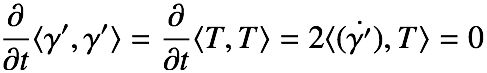 ∂/∂t ⟨γ′, γ′⟩ = ∂/∂t ⟨T, T⟩ = 2⟨(γ̇′), T⟩ = 0